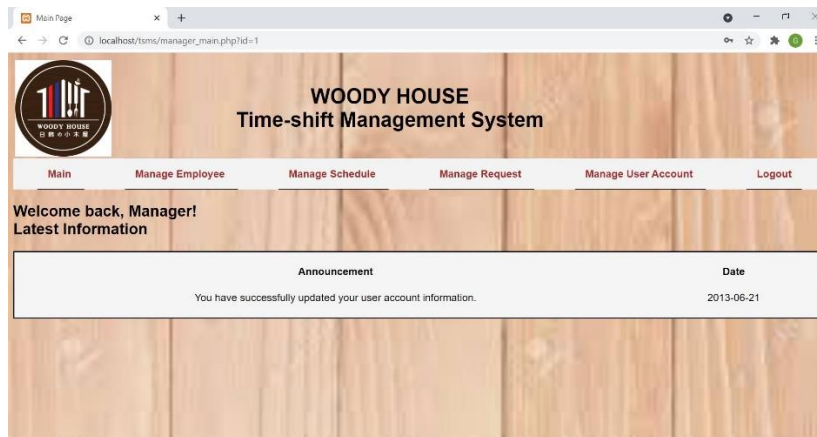 Main Page
localhost/tsms/manager_main.php?id=1
G
WOODY HOUSE
WOODY HOUSE
Time-shift Management System
Main Manage Employee Manage Schedule Manage Request Manage User Account Logout
Welcome back, Manager!
Latest Information
Announcement Date
You have successfully updated your user account information. 2013-06-21